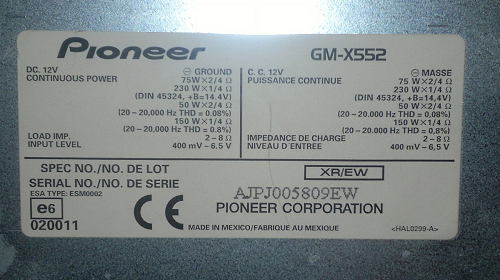 Pioneer GM-X552
DC. 12V ⊖ GROUND
CONTINUOUS POWER 75W×2/4 Ω
230 W×1/4 Ω
(DIN 45324, +B=14,4V)
50 W×2/4 Ω
(20 – 20,000 Hz THD = 0.08%)
150 W×1/4 Ω
(20 – 20,000 Hz THD = 0.8%)
LOAD IMP. 2 – 8 Ω
INPUT LEVEL 400 mV – 6.5 V
C. C. 12V ⊖ MASSE
PUISSANCE CONTINUE 75 W×2/4 Ω
230 W×1/4 Ω
(DIN 45324, +B=14,4V)
50 W×2/4 Ω
(20 – 20,000 Hz THD = 0,08%)
150 W×1/4 Ω
(20 – 20,000 Hz THD = 0,8%)
IMPEDANCE DE CHARGE 2 – 8 Ω
NIVEAU D'ENTREE 400 mV – 6,5 V
SPEC NO./NO. DE LOT XR/EW
SERIAL NO./NO. DE SERIE AJPJ005809EW
ESA TYPE: ESM0002
e6
020011
CE
PIONEER CORPORATION
MADE IN MEXICO/FABRIQUE AU MEXIQUE
<HAL0299-A>